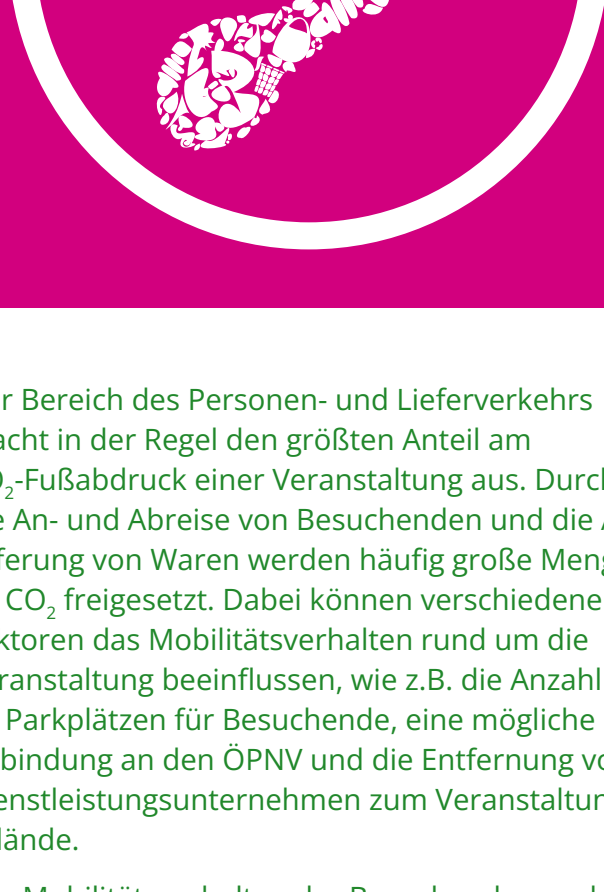 r Bereich des Personen- und Lieferverkehrs
acht in der Regel den größten Anteil am
O₂-Fußabdruck einer Veranstaltung aus. Durch
e An- und Abreise von Besuchenden und die A
ferung von Waren werden häufig große Meng
CO₂ freigesetzt. Dabei können verschiedene
ktoren das Mobilitätsverhalten rund um die
ranstaltung beeinflussen, wie z.B. die Anzahl
Parkplätzen für Besuchende, eine mögliche
bindung an den ÖPNV und die Entfernung vo
enstleistungsunternehmen zum Veranstaltun
lände.